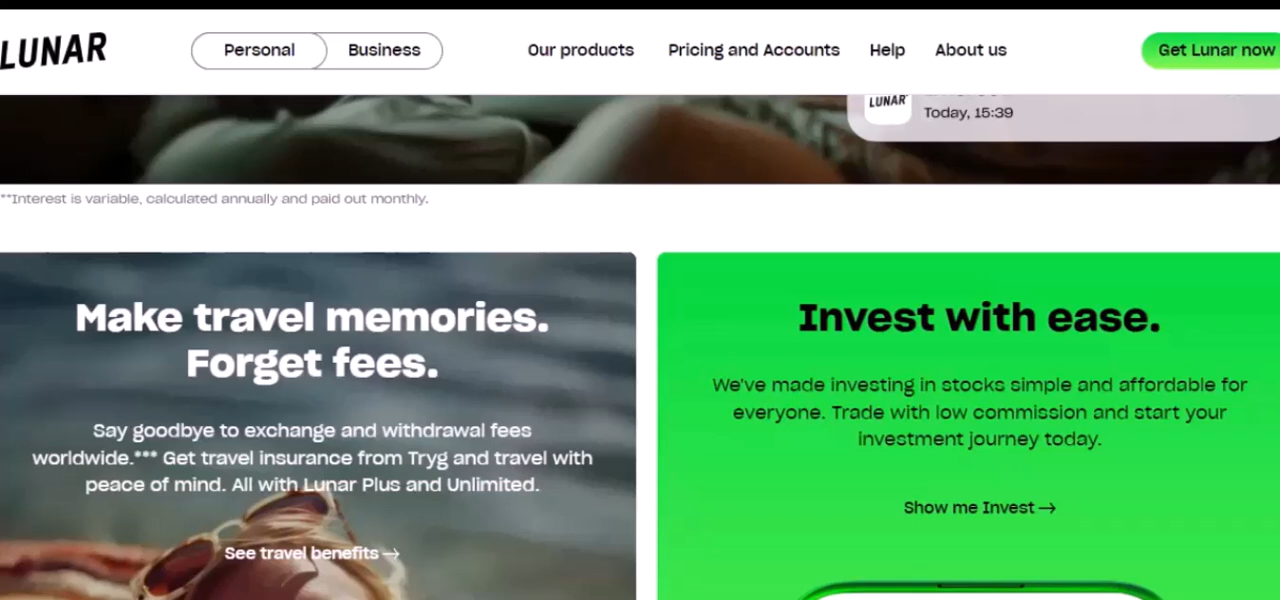 LUNAR
Personal
Business
Our products
Pricing and Accounts
Help
About us
Get Lunar now
LUNAR
Today, 15:39
**Interest is variable, calculated annually and paid out monthly.
Make travel memories.
Forget fees.
Say goodbye to exchange and withdrawal fees
worldwide.*** Get travel insurance from Tryg and travel with
peace of mind. All with Lunar Plus and Unlimited.
See travel benefits →
Invest with ease.
We've made investing in stocks simple and affordable for
everyone. Trade with low commission and start your
investment journey today.
Show me Invest →